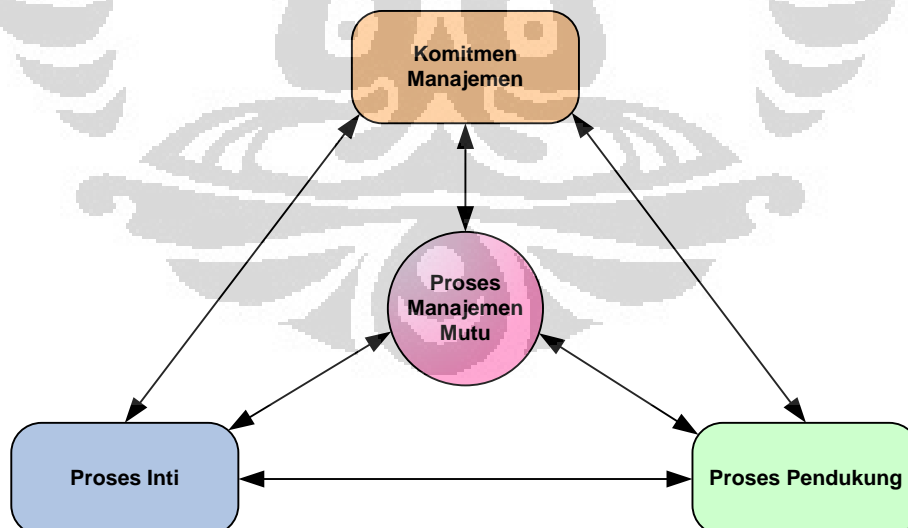 Komitmen
Manajemen
Proses
Manajemen
Mutu
Proses Inti
Proses Pendukung